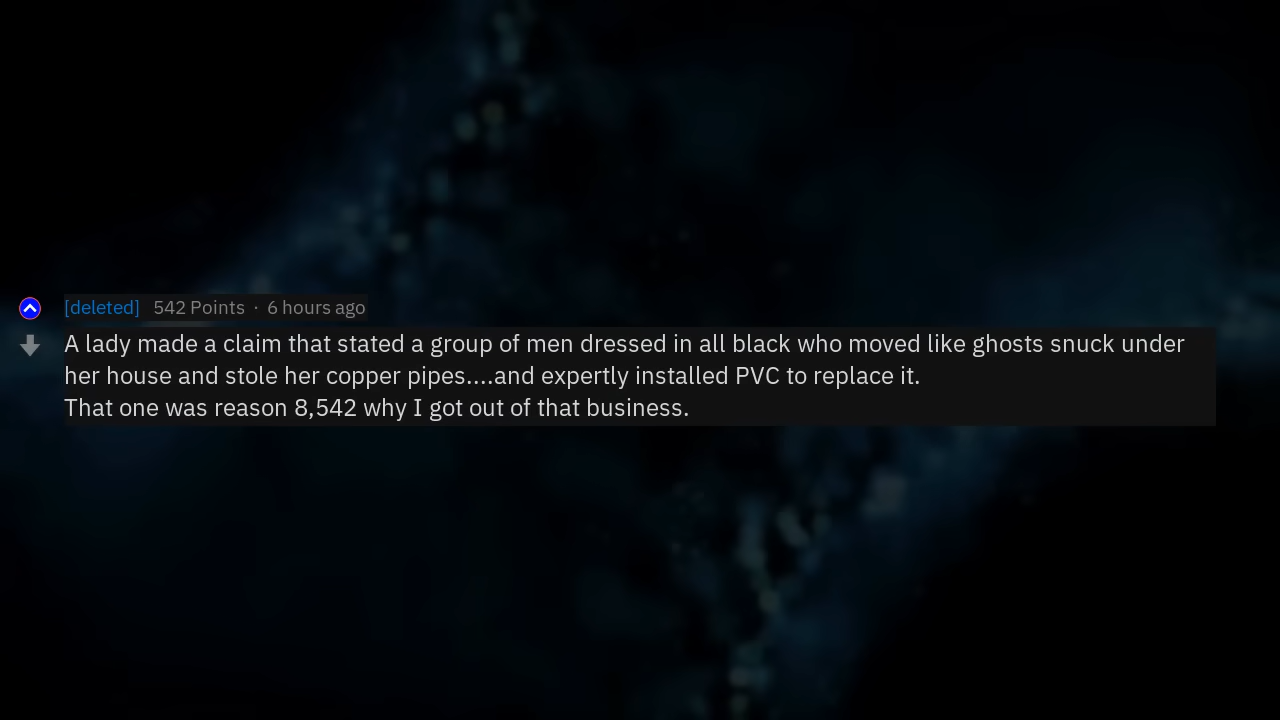 [deleted] 542 Points · 6 hours ago
A lady made a claim that stated a group of men dressed in all black who moved like ghosts snuck under
her house and stole her copper pipes....and expertly installed PVC to replace it.
That one was reason 8,542 why I got out of that business.